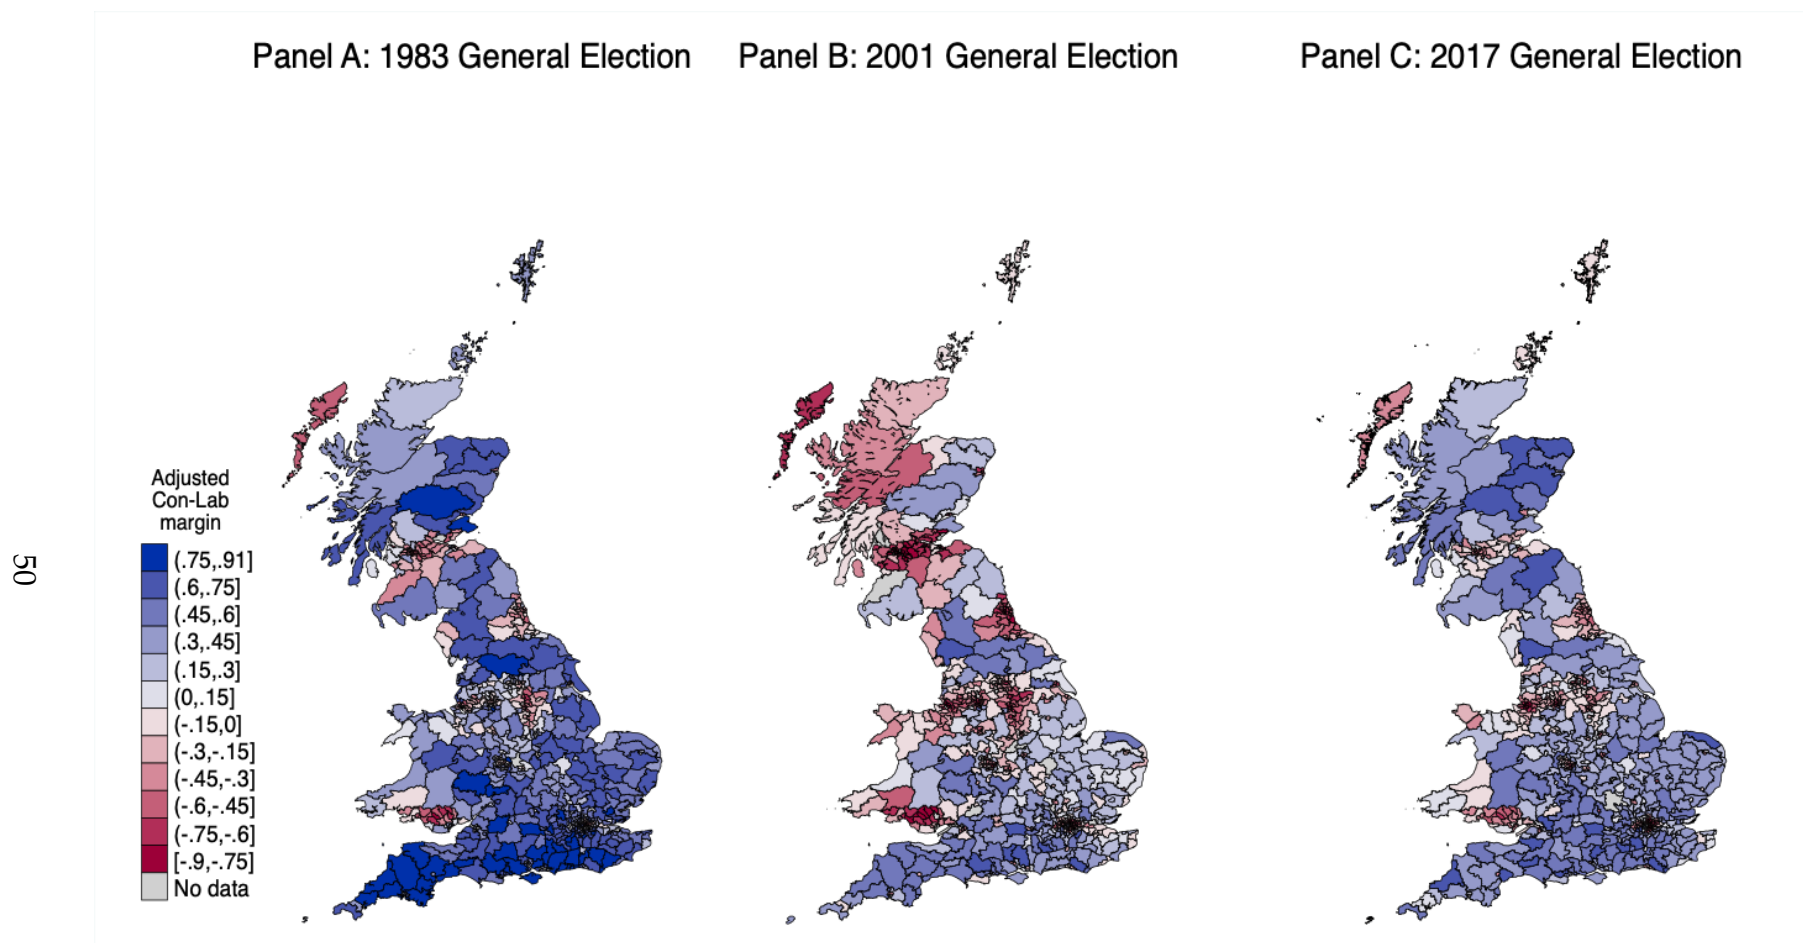 Panel A: 1983 General Election
Panel B: 2001 General Election
Panel C: 2017 General Election
Adjusted
Con-Lab
margin
(.75,.91]
(.6,.75]
(.45,.6]
(.3,.45]
(.15,.3]
(0,.15]
(-.15,0]
(-.3,-.15]
(-.45,-.3]
(-.6,-.45]
(-.75,-.6]
[-.9,-.75]
No data
50